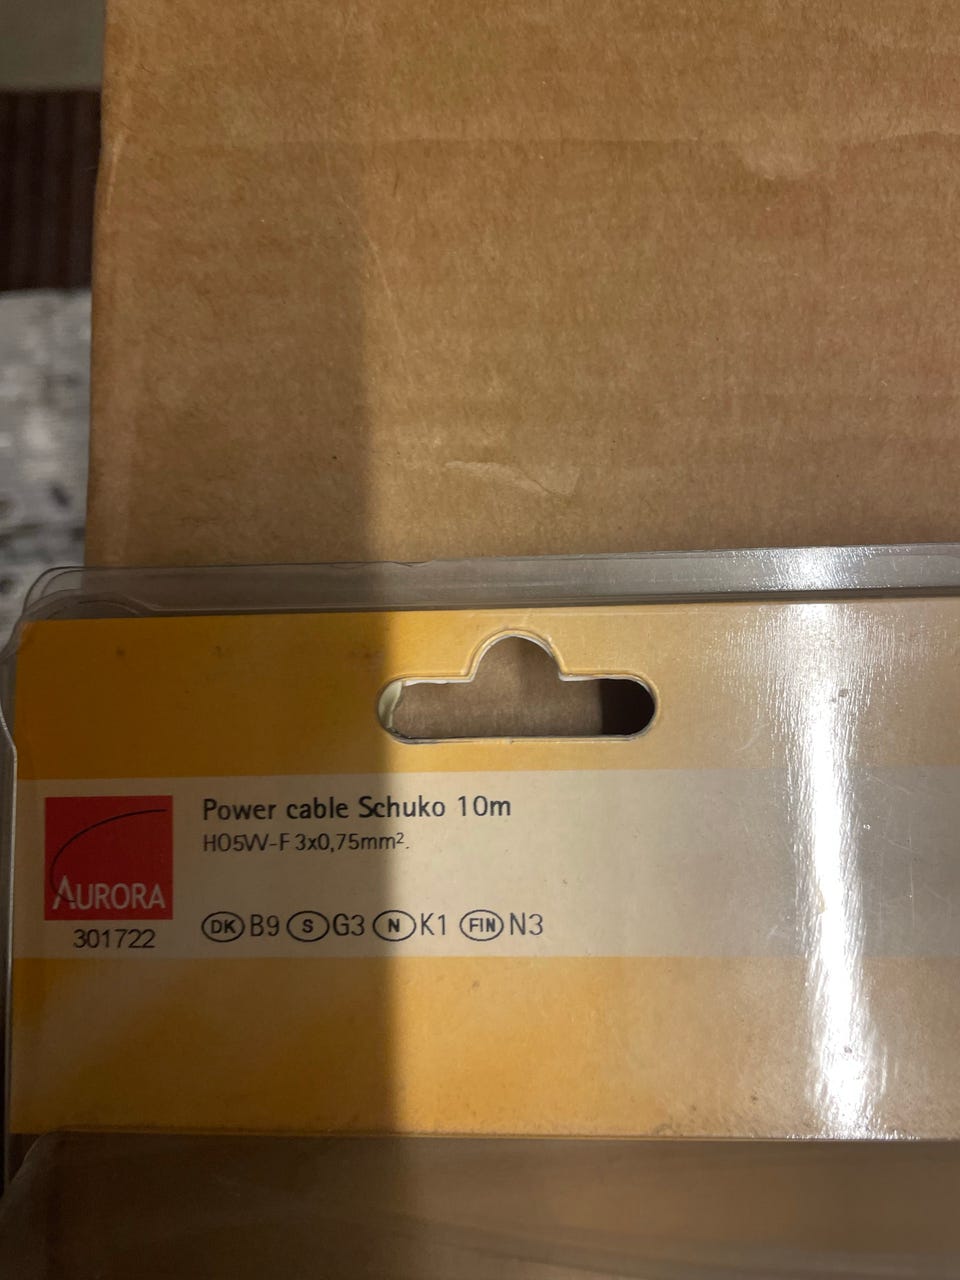 Power cable Schuko 10m
H05VV-F 3x0,75mm².
AURORA
301722
DK B9 S G3 N K1 FIN N3